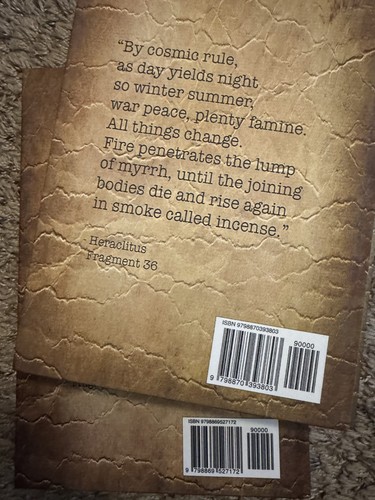 “By cosmic rule,
as day yields night
so winter summer,
war peace, plenty famine.
All things change.
Fire penetrates the lump
of myrrh, until the joining
bodies die and rise again
in smoke called incense.”
Heraclitus
Fragment 36
ISBN 9798870393803
90000
9 798870 393803
ISBN 9798869527172
90000
9 798869 527172